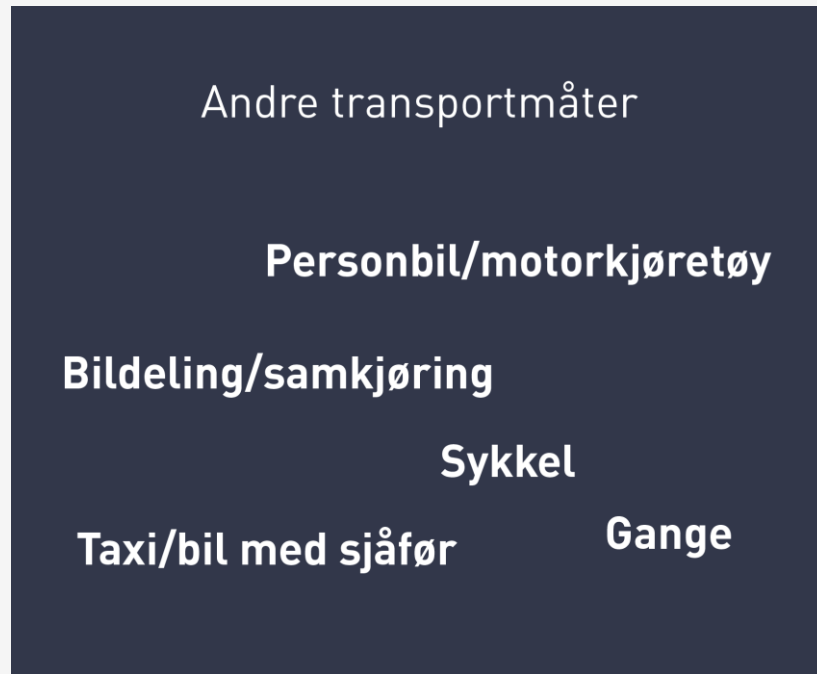 Andre transportmåter
Personbil/motorkjøretøy
Bildeling/samkjøring
Sykkel
Gange
Taxi/bil med sjåfør